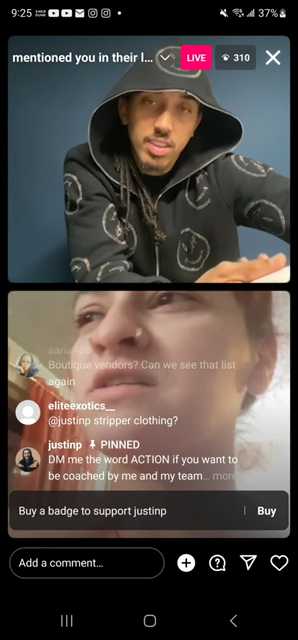 9:25 37%
mentioned you in their l... LIVE 310
Boutique vendors? Can we see that list
again
eliteexotics__
@justinp stripper clothing?
justinp PINNED
DM me the word ACTION if you want to
be coached by me and my team... more
Buy a badge to support justinp Buy
Add a comment...